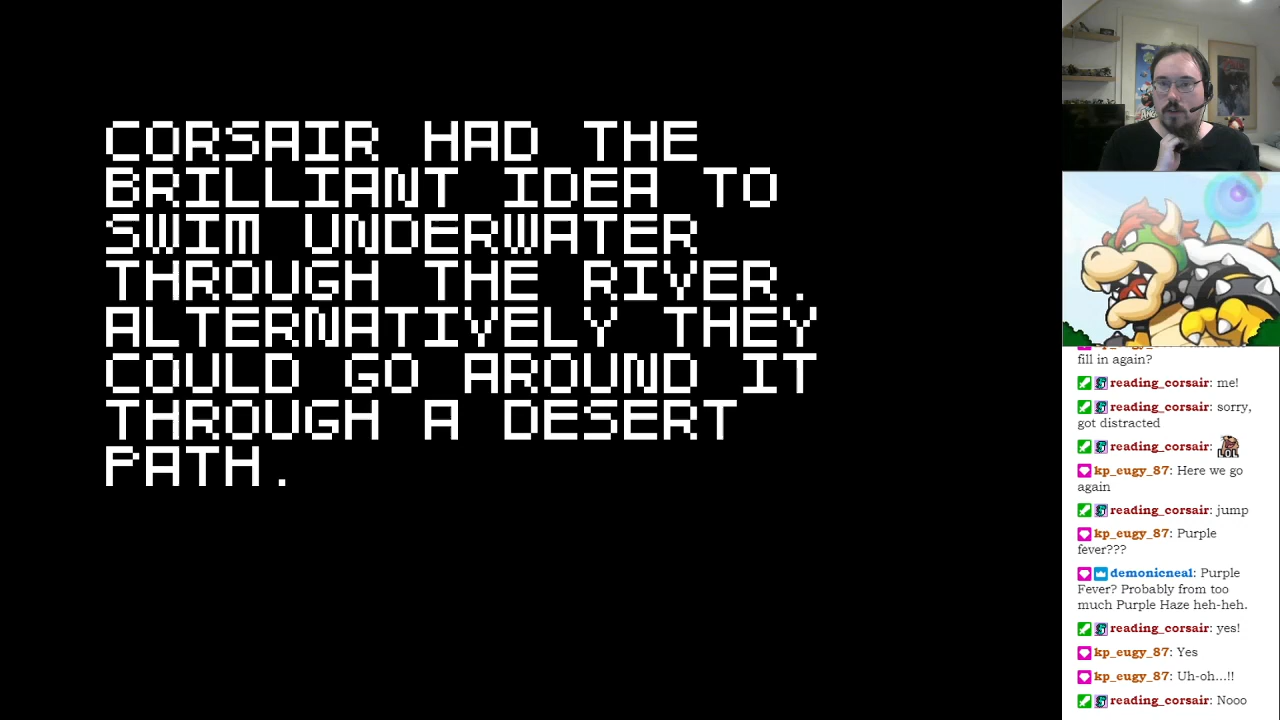 CORSAIR HAD THE
BRILLIANT IDEA TO
SWIM UNDERWATER
THROUGH THE RIVER.
ALTERNATIVELY THEY
COULD GO AROUND IT
THROUGH A DESERT
PATH.
fill in again?
reading_corsair: me!
reading_corsair: sorry,
got distracted
reading_corsair: LOL
kp_eugy_87: Here we go
again
reading_corsair: jump
kp_eugy_87: Purple
fever???
demonicneal: Purple
Fever? Probably from too
much Purple Haze heh-heh.
reading_corsair: yes!
kp_eugy_87: Yes
kp_eugy_87: Uh-oh...!!
reading_corsair: Nooo